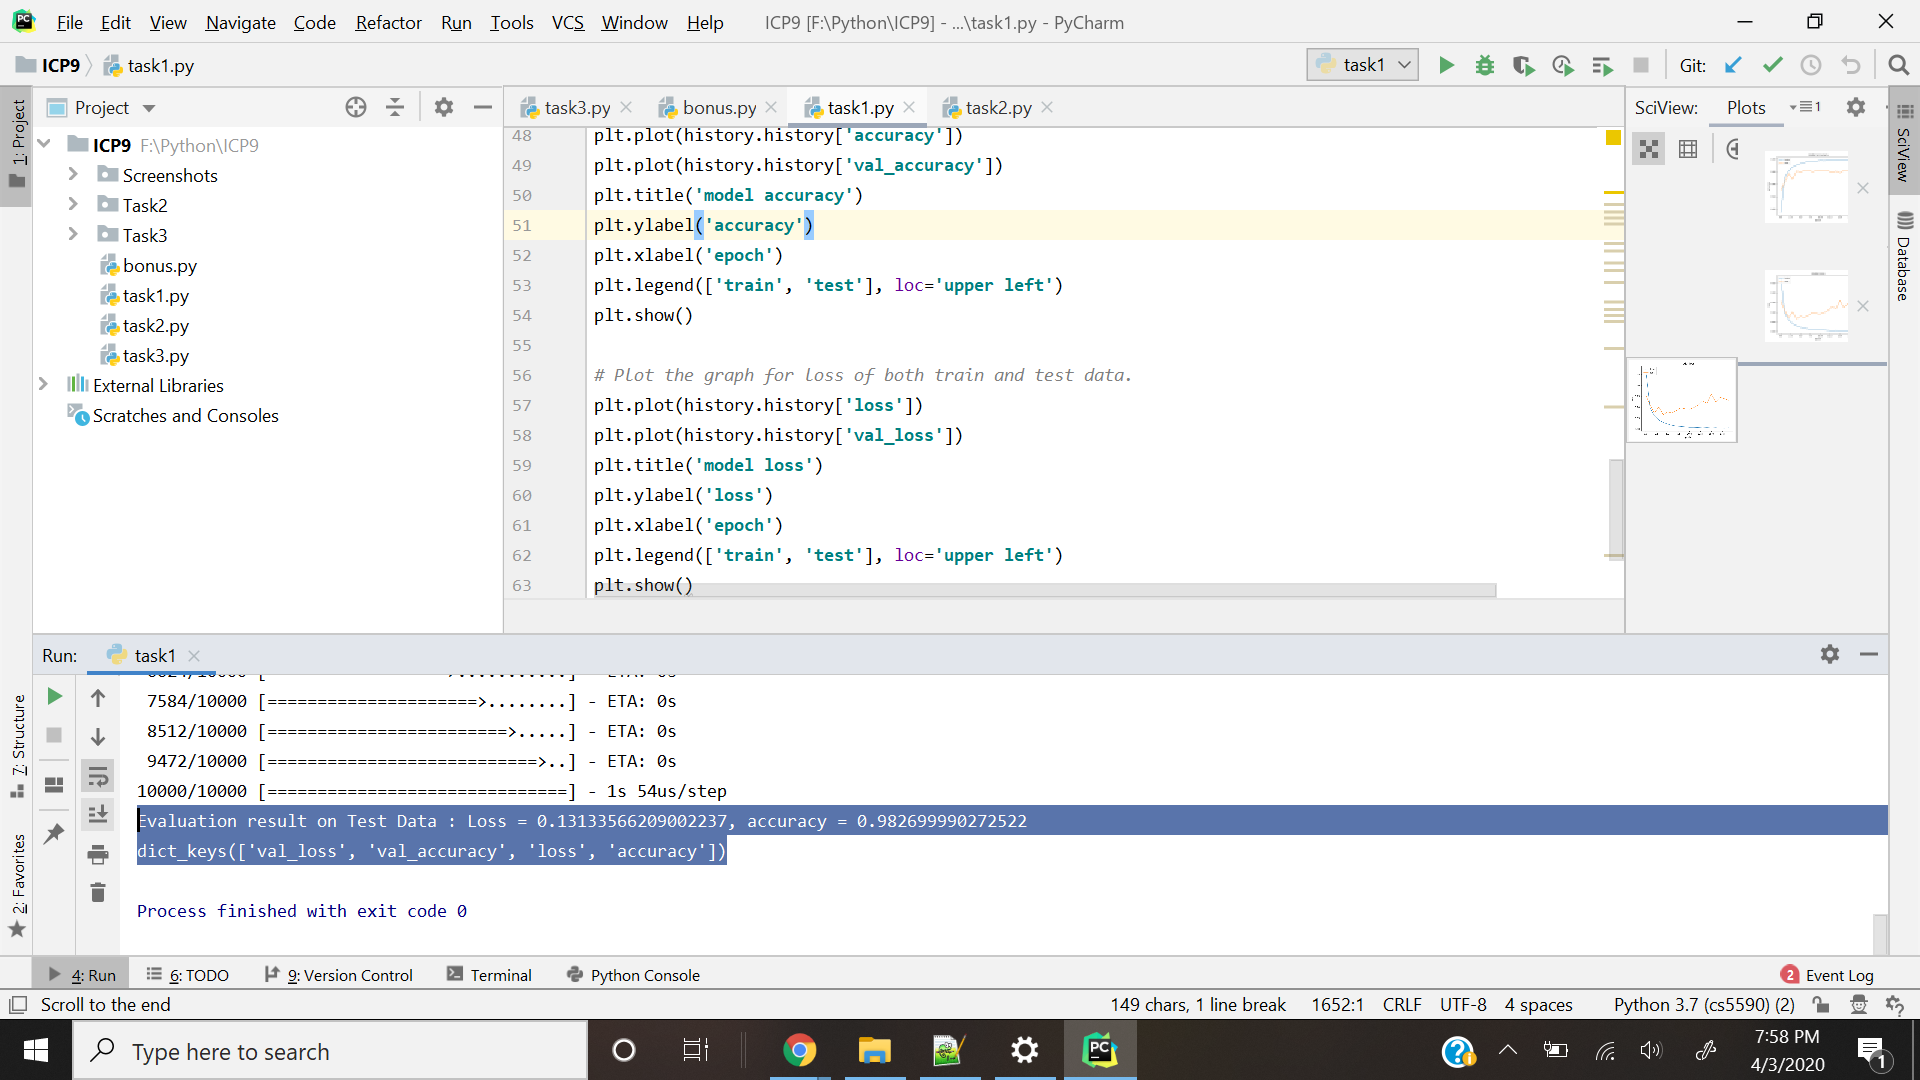 File Edit View Navigate Code Refactor Run Tools VCS Window Help ICP9 [F:\Python\ICP9] - ...\task1.py - PyCharm
ICP9 task1.py task1 Git:
1: Project
Project
task3.py bonus.py task1.py task2.py
SciView: Plots 1
SciView
Database
ICP9 F:\Python\ICP9
Screenshots
Task2
Task3
bonus.py
task1.py
task2.py
task3.py
External Libraries
Scratches and Consoles
48 plt.plot(history.history['accuracy'])
49 plt.plot(history.history['val_accuracy'])
50 plt.title('model accuracy')
51 plt.ylabel('accuracy')
52 plt.xlabel('epoch')
53 plt.legend(['train', 'test'], loc='upper left')
54 plt.show()
55
56 # Plot the graph for loss of both train and test data.
57 plt.plot(history.history['loss'])
58 plt.plot(history.history['val_loss'])
59 plt.title('model loss')
60 plt.ylabel('loss')
61 plt.xlabel('epoch')
62 plt.legend(['train', 'test'], loc='upper left')
63 plt.show()
Run: task1
7: Structure
2: Favorites
7584/10000 [=====================>........] - ETA: 0s
8512/10000 [========================>.....] - ETA: 0s
9472/10000 [===========================>..] - ETA: 0s
10000/10000 [==============================] - 1s 54us/step
Evaluation result on Test Data : Loss = 0.13133566209002237, accuracy = 0.982699990272522
dict_keys(['val_loss', 'val_accuracy', 'loss', 'accuracy'])
Process finished with exit code 0
4: Run 6: TODO 9: Version Control Terminal Python Console 2 Event Log
Scroll to the end 149 chars, 1 line break 1652:1 CRLF UTF-8 4 spaces Python 3.7 (cs5590) (2)
Type here to search
7:58 PM
4/3/2020
1